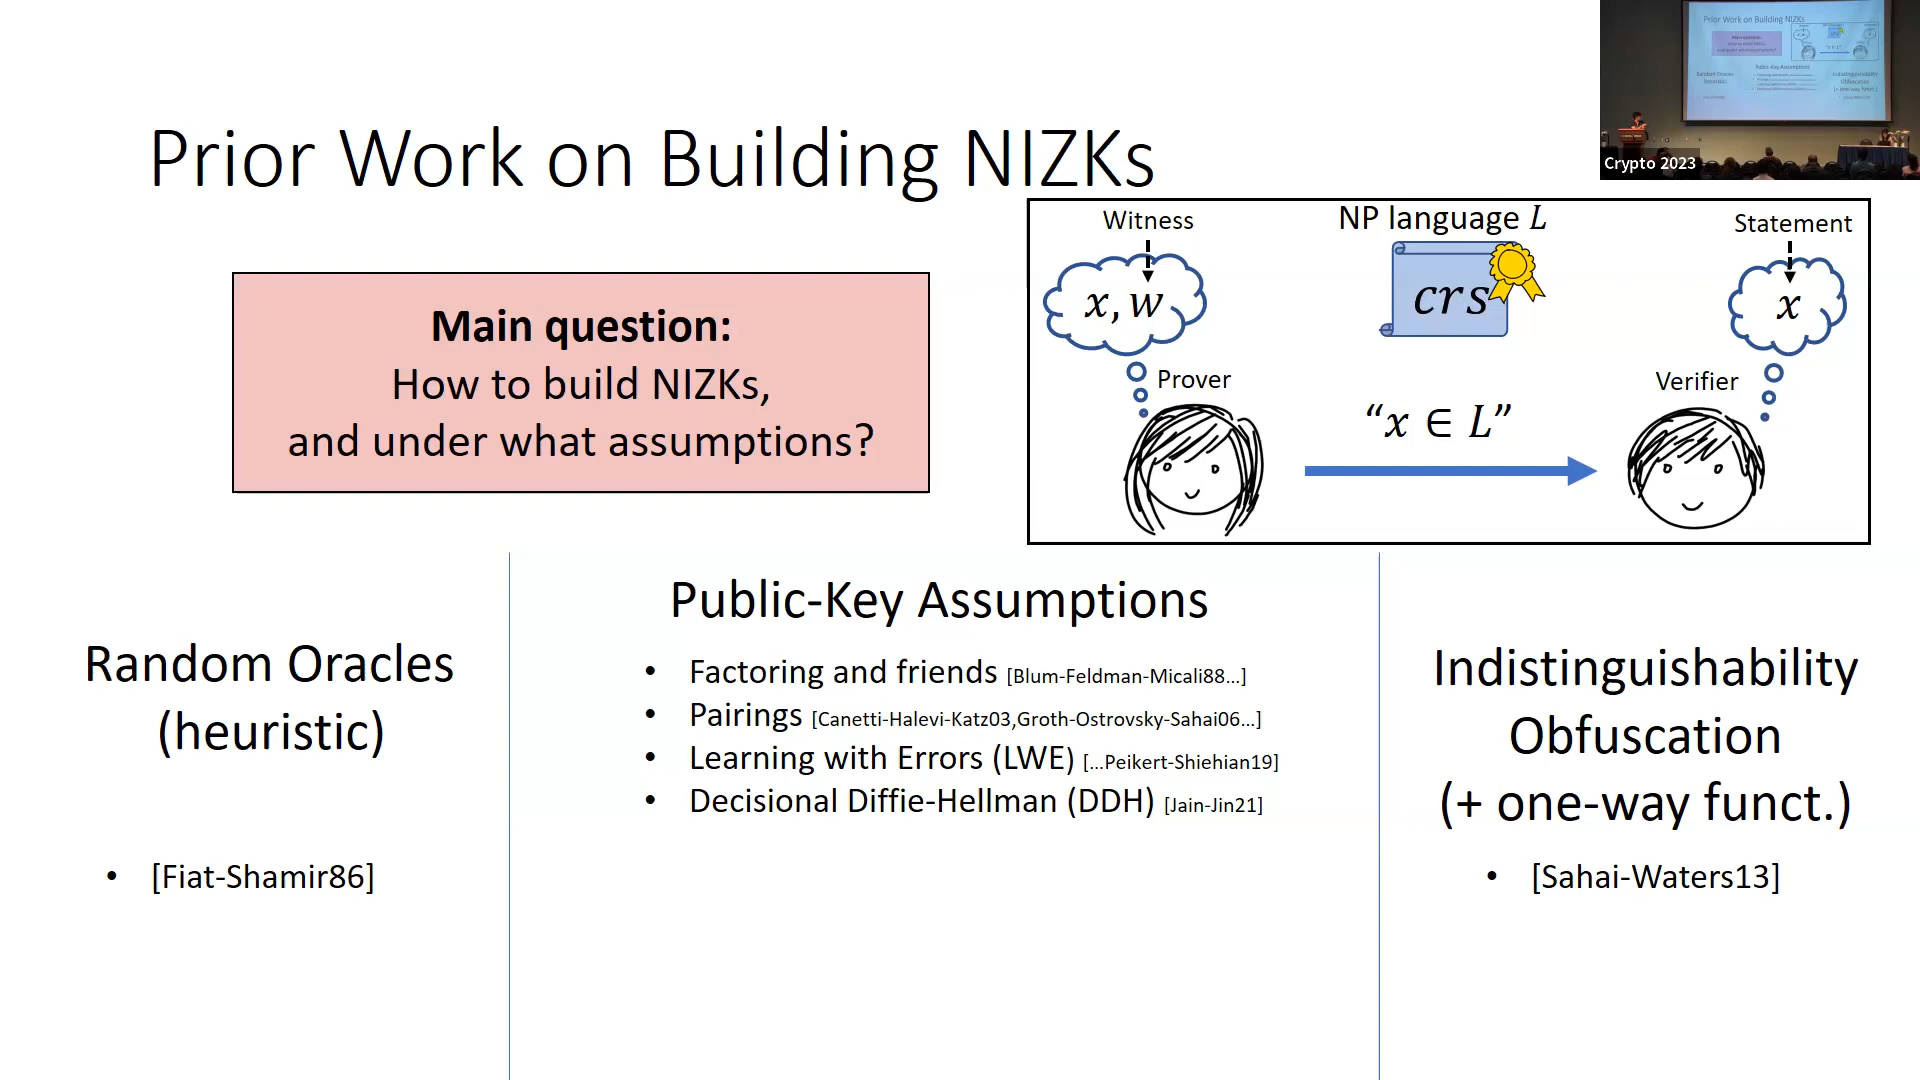 Prior Work on Building NIZKs
Crypto 2023
Main question:
How to build NIZKs,
and under what assumptions?
Witness
NP language L
Statement
x, w
crs
x
Prover
Verifier
“x ∈ L”
Random Oracles
(heuristic)
• [Fiat-Shamir86]
Public-Key Assumptions
• Factoring and friends [Blum-Feldman-Micali88...]
• Pairings [Canetti-Halevi-Katz03,Groth-Ostrovsky-Sahai06...]
• Learning with Errors (LWE) [...Peikert-Shiehian19]
• Decisional Diffie-Hellman (DDH) [Jain-Jin21]
Indistinguishability
Obfuscation
(+ one-way funct.)
• [Sahai-Waters13]